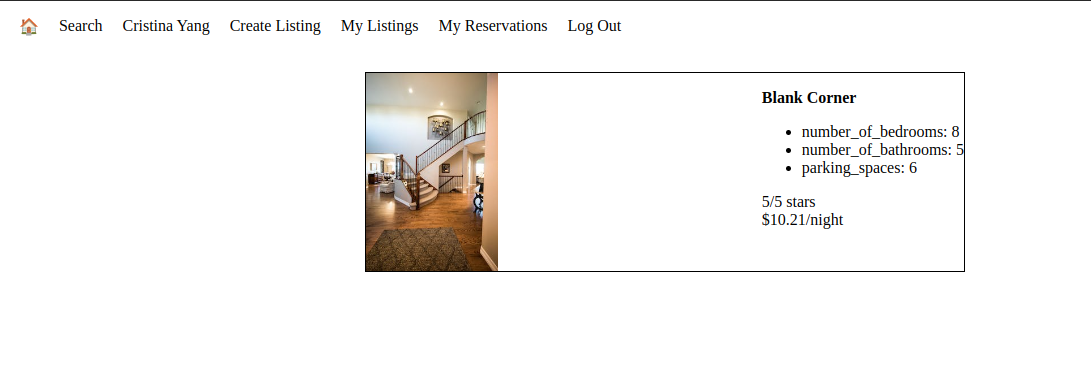 🏠 Search Cristina Yang Create Listing My Listings My Reservations Log Out
Blank Corner
• number_of_bedrooms: 8
• number_of_bathrooms: 5
• parking_spaces: 6
5/5 stars
$10.21/night